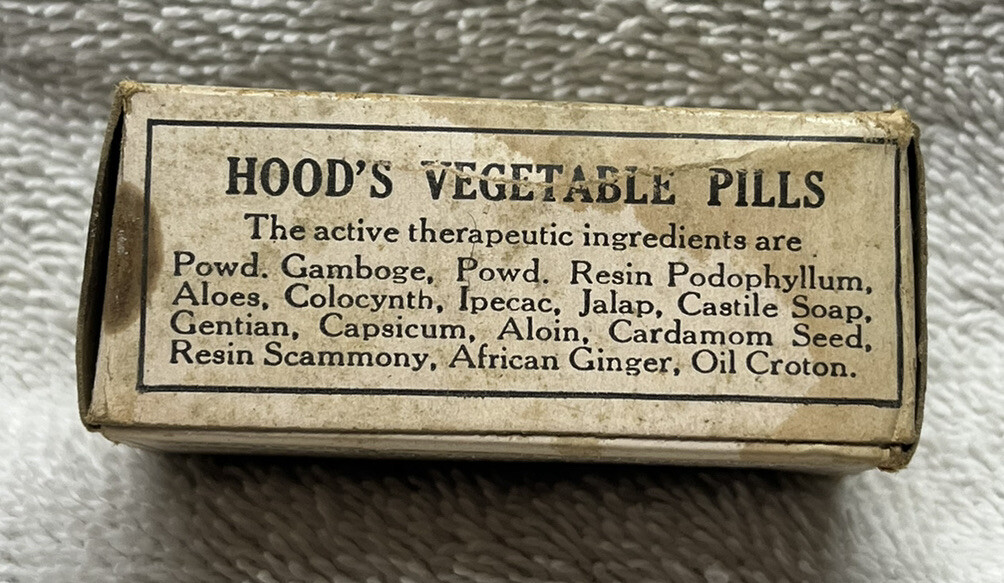 HOOD'S VEGETABLE PILLS
The active therapeutic ingredients are
Powd. Gamboge, Powd. Resin Podophyllum,
Aloes, Colocynth, Ipecac, Jalap, Castile Soap,
Gentian, Capsicum, Aloin, Cardamom Seed,
Resin Scammony, African Ginger, Oil Croton.